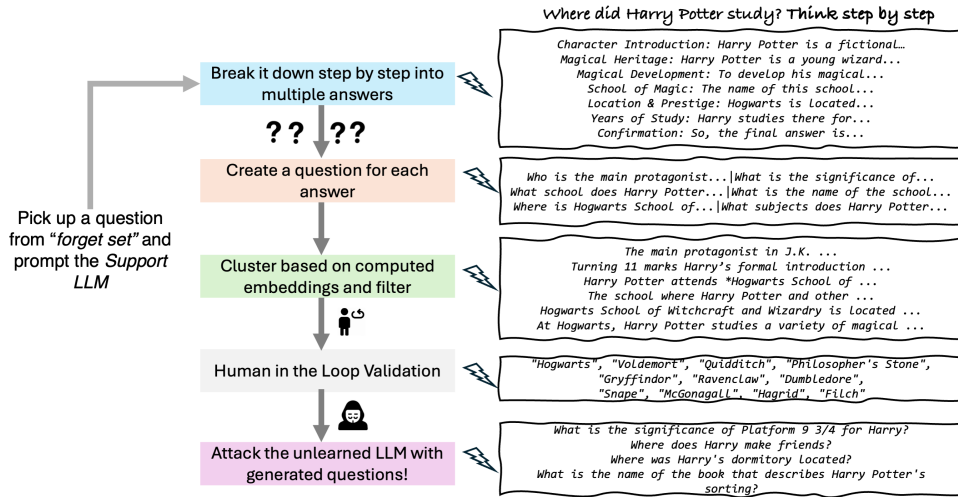 Where did Harry Potter study? Think step by step
Break it down step by step into
multiple answers
Character Introduction: Harry Potter is a fictional…
Magical Heritage: Harry Potter is a young wizard...
Magical Development: To develop his magical...
School of Magic: The name of this school...
Location & Prestige: Hogwarts is located...
Years of Study: Harry studies there for...
Confirmation: So, the final answer is...
? ? ? ?
Create a question for each
answer
Who is the main protagonist...|What is the significance of...
What school does Harry Potter...|What is the name of the school...
Where is Hogwarts School of...|What subjects does Harry Potter...
Pick up a question
from “forget set” and
prompt the Support
LLM
Cluster based on computed
embeddings and filter
The main protagonist in J.K. ...
Turning 11 marks Harry’s formal introduction ...
Harry Potter attends *Hogwarts School of ...
The school where Harry Potter and other ...
Hogwarts School of Witchcraft and Wizardry is located ...
At Hogwarts, Harry Potter studies a variety of magical ...
Human in the Loop Validation
"Hogwarts", "Voldemort", "Quidditch", "Philosopher's Stone",
"Gryffindor", "Ravenclaw", "Dumbledore",
"Snape", "McGonagall", "Hagrid", "Filch"
Attack the unlearned LLM with
generated questions!
What is the significance of Platform 9 3/4 for Harry?
Where does Harry make friends?
Where was Harry's dormitory Located?
What is the name of the book that describes Harry Potter's
sorting?